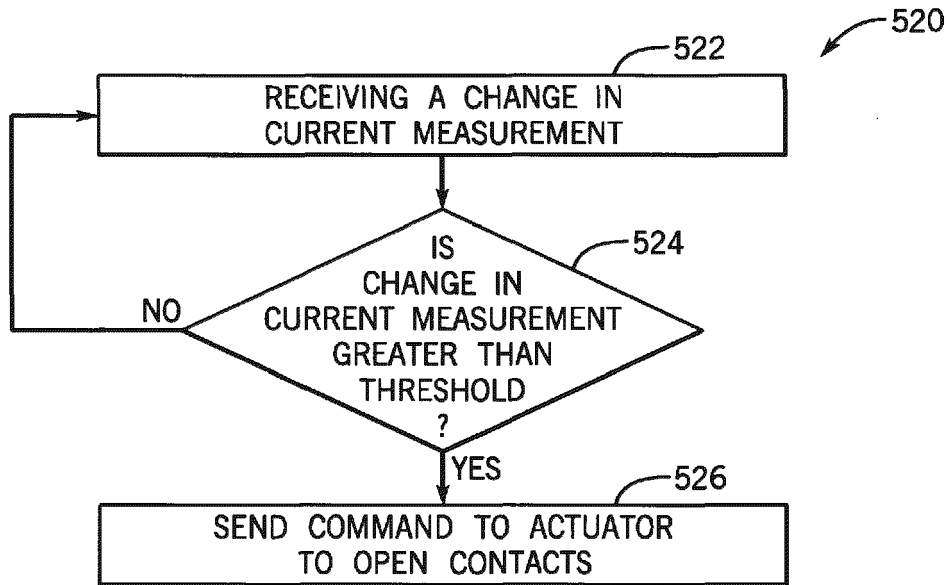 520
522
RECEIVING A CHANGE IN
CURRENT MEASUREMENT
524
IS
CHANGE IN
CURRENT MEASUREMENT
GREATER THAN
THRESHOLD
?
NO
YES
526
SEND COMMAND TO ACTUATOR
TO OPEN CONTACTS